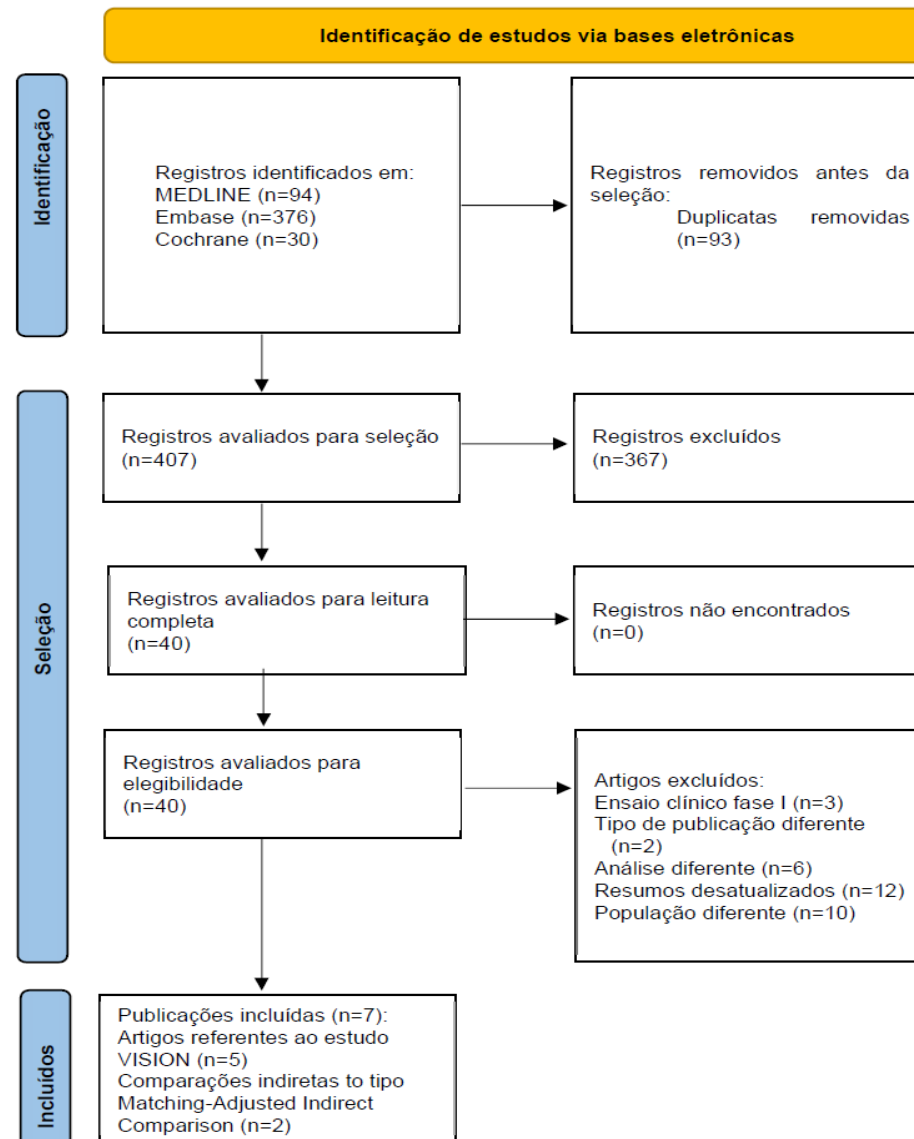 Identificação de estudos via bases eletrônicas
Identificação
Registros identificados em:
MEDLINE (n=94)
Embase (n=376)
Cochrane (n=30)
Registros removidos antes da
seleção:
Duplicatas removidas
(n=93)
Seleção
Registros avaliados para seleção
(n=407)
Registros excluídos
(n=367)
Registros avaliados para leitura
completa
(n=40)
Registros não encontrados
(n=0)
Registros avaliados para
elegibilidade
(n=40)
Artigos excluídos:
Ensaio clínico fase I (n=3)
Tipo de publicação diferente
(n=2)
Análise diferente (n=6)
Resumos desatualizados (n=12)
População diferente (n=10)
Incluídos
Publicações incluídas (n=7):
Artigos referentes ao estudo
VISION (n=5)
Comparações indiretas to tipo
Matching-Adjusted Indirect
Comparison (n=2)